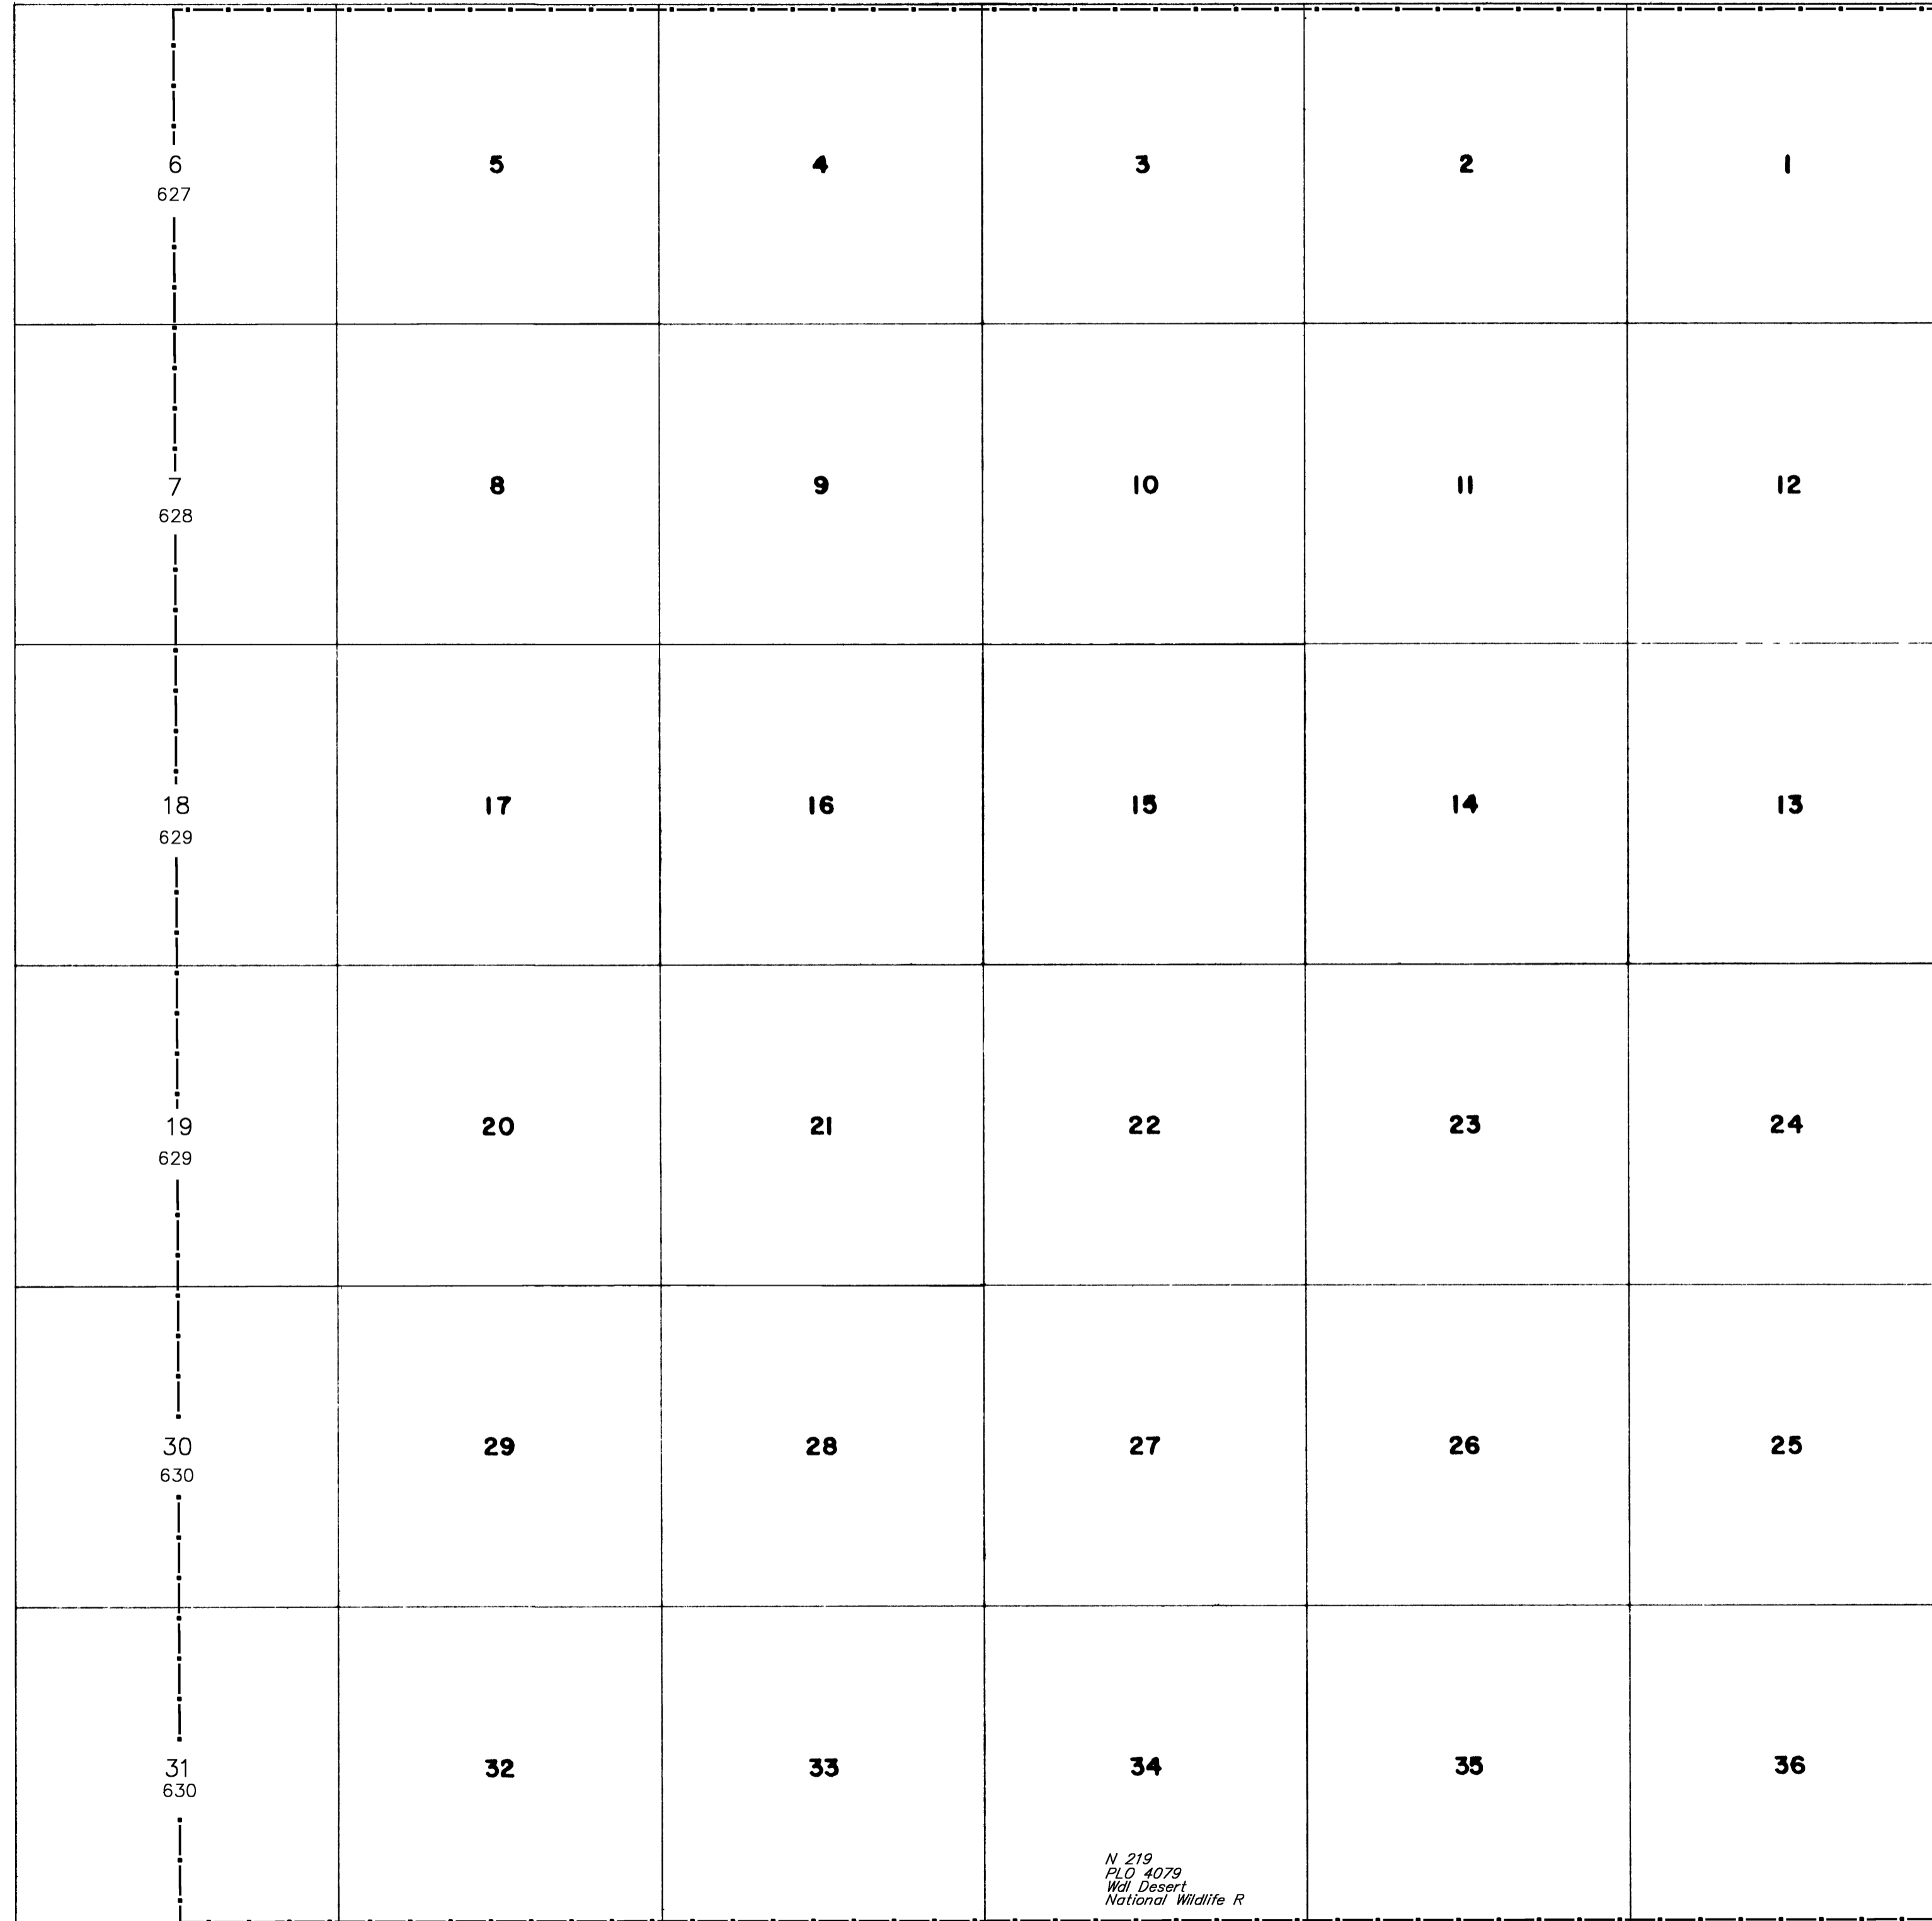 6 5 4 3 2 1
627
7 8 9 10 11 12
628
18 17 16 15 14 13
629
19 20 21 22 23 24
629
30 29 28 27 26 25
630
31 32 33 34 35 36
630
N 219
PLO 4079
Wdl Desert
National Wildlife R